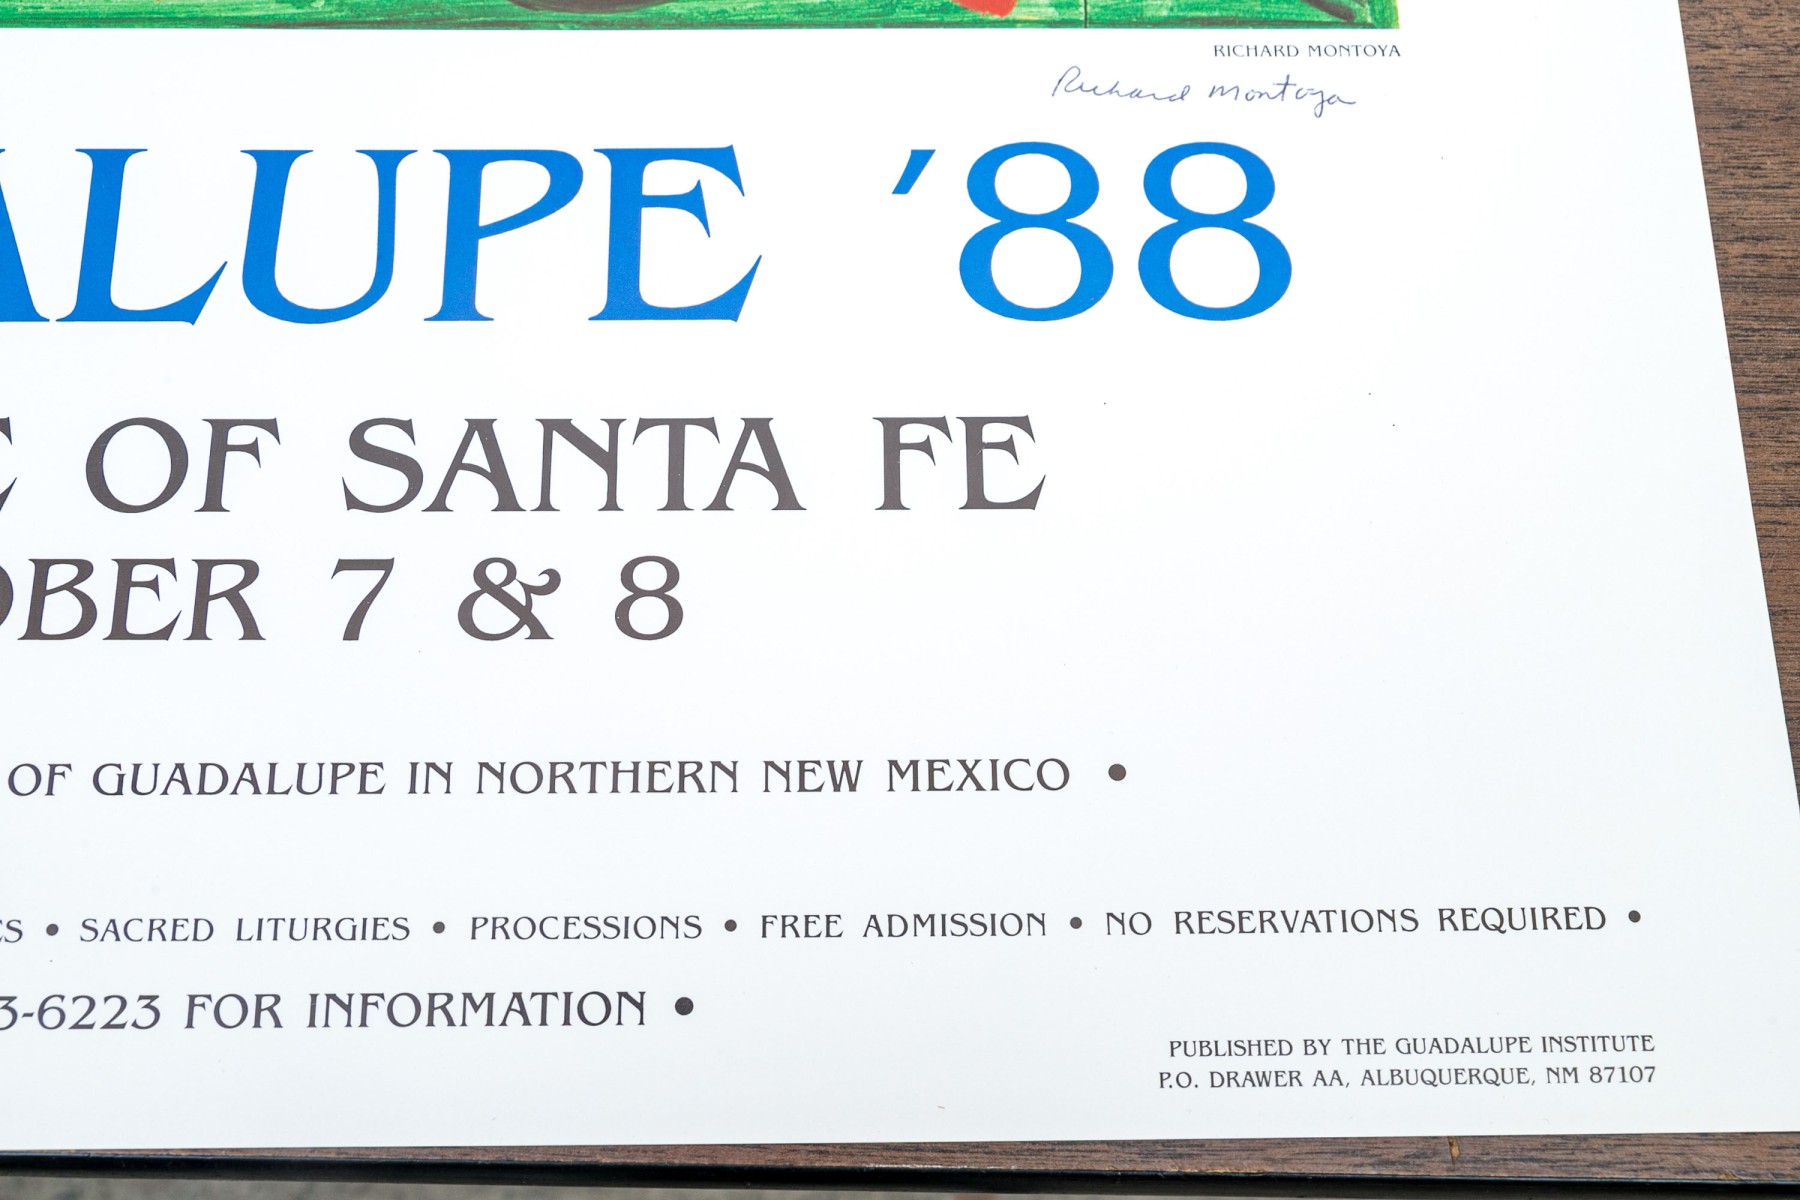 RICHARD MONTOYA
Richard Montoya
ALUPE '88
E OF SANTA FE
OBER 7 & 8
OF GUADALUPE IN NORTHERN NEW MEXICO •
ES • SACRED LITURGIES • PROCESSIONS • FREE ADMISSION • NO RESERVATIONS REQUIRED •
3-6223 FOR INFORMATION •
PUBLISHED BY THE GUADALUPE INSTITUTE
P.O. DRAWER AA, ALBUQUERQUE, NM 87107